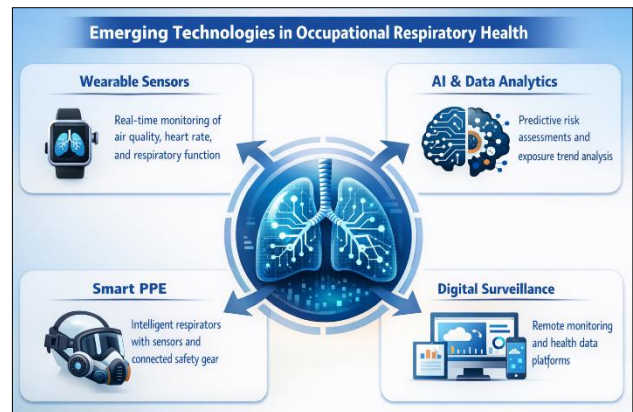 Emerging Technologies in Occupational Respiratory Health
Wearable Sensors
Real-time monitoring of
air quality, heart rate,
and respiratory function
AI & Data Analytics
Predictive risk
assessments and
exposure trend analysis
Smart PPE
Intelligent respirators
with sensors and
connected safety gear
Digital Surveillance
Remote monitoring
and health data
platforms